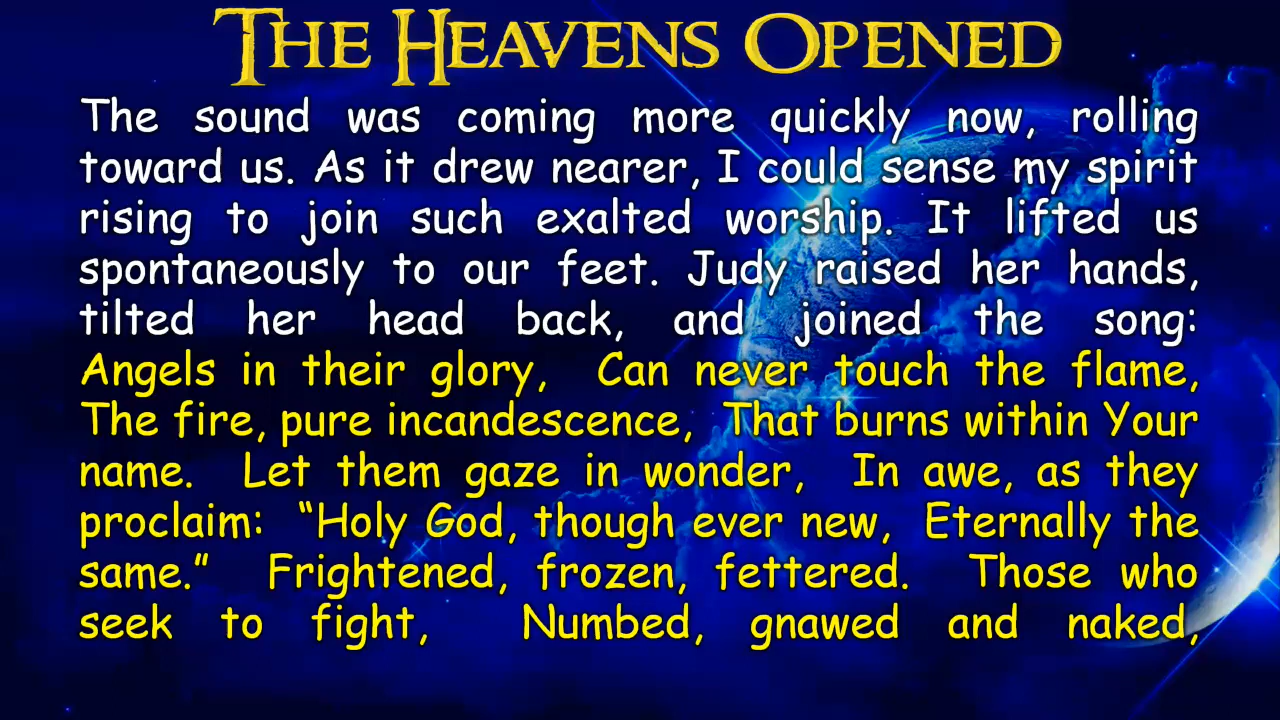 THE HEAVENS OPENED
The sound was coming more quickly now, rolling
toward us. As it drew nearer, I could sense my spirit
rising to join such exalted worship. It lifted us
spontaneously to our feet. Judy raised her hands,
tilted her head back, and joined the song:
Angels in their glory, Can never touch the flame,
The fire, pure incandescence, That burns within Your
name. Let them gaze in wonder, In awe, as they
proclaim: “Holy God, though ever new, Eternally the
same.” Frightened, frozen, fettered. Those who
seek to fight, Numbed, gnawed and naked,